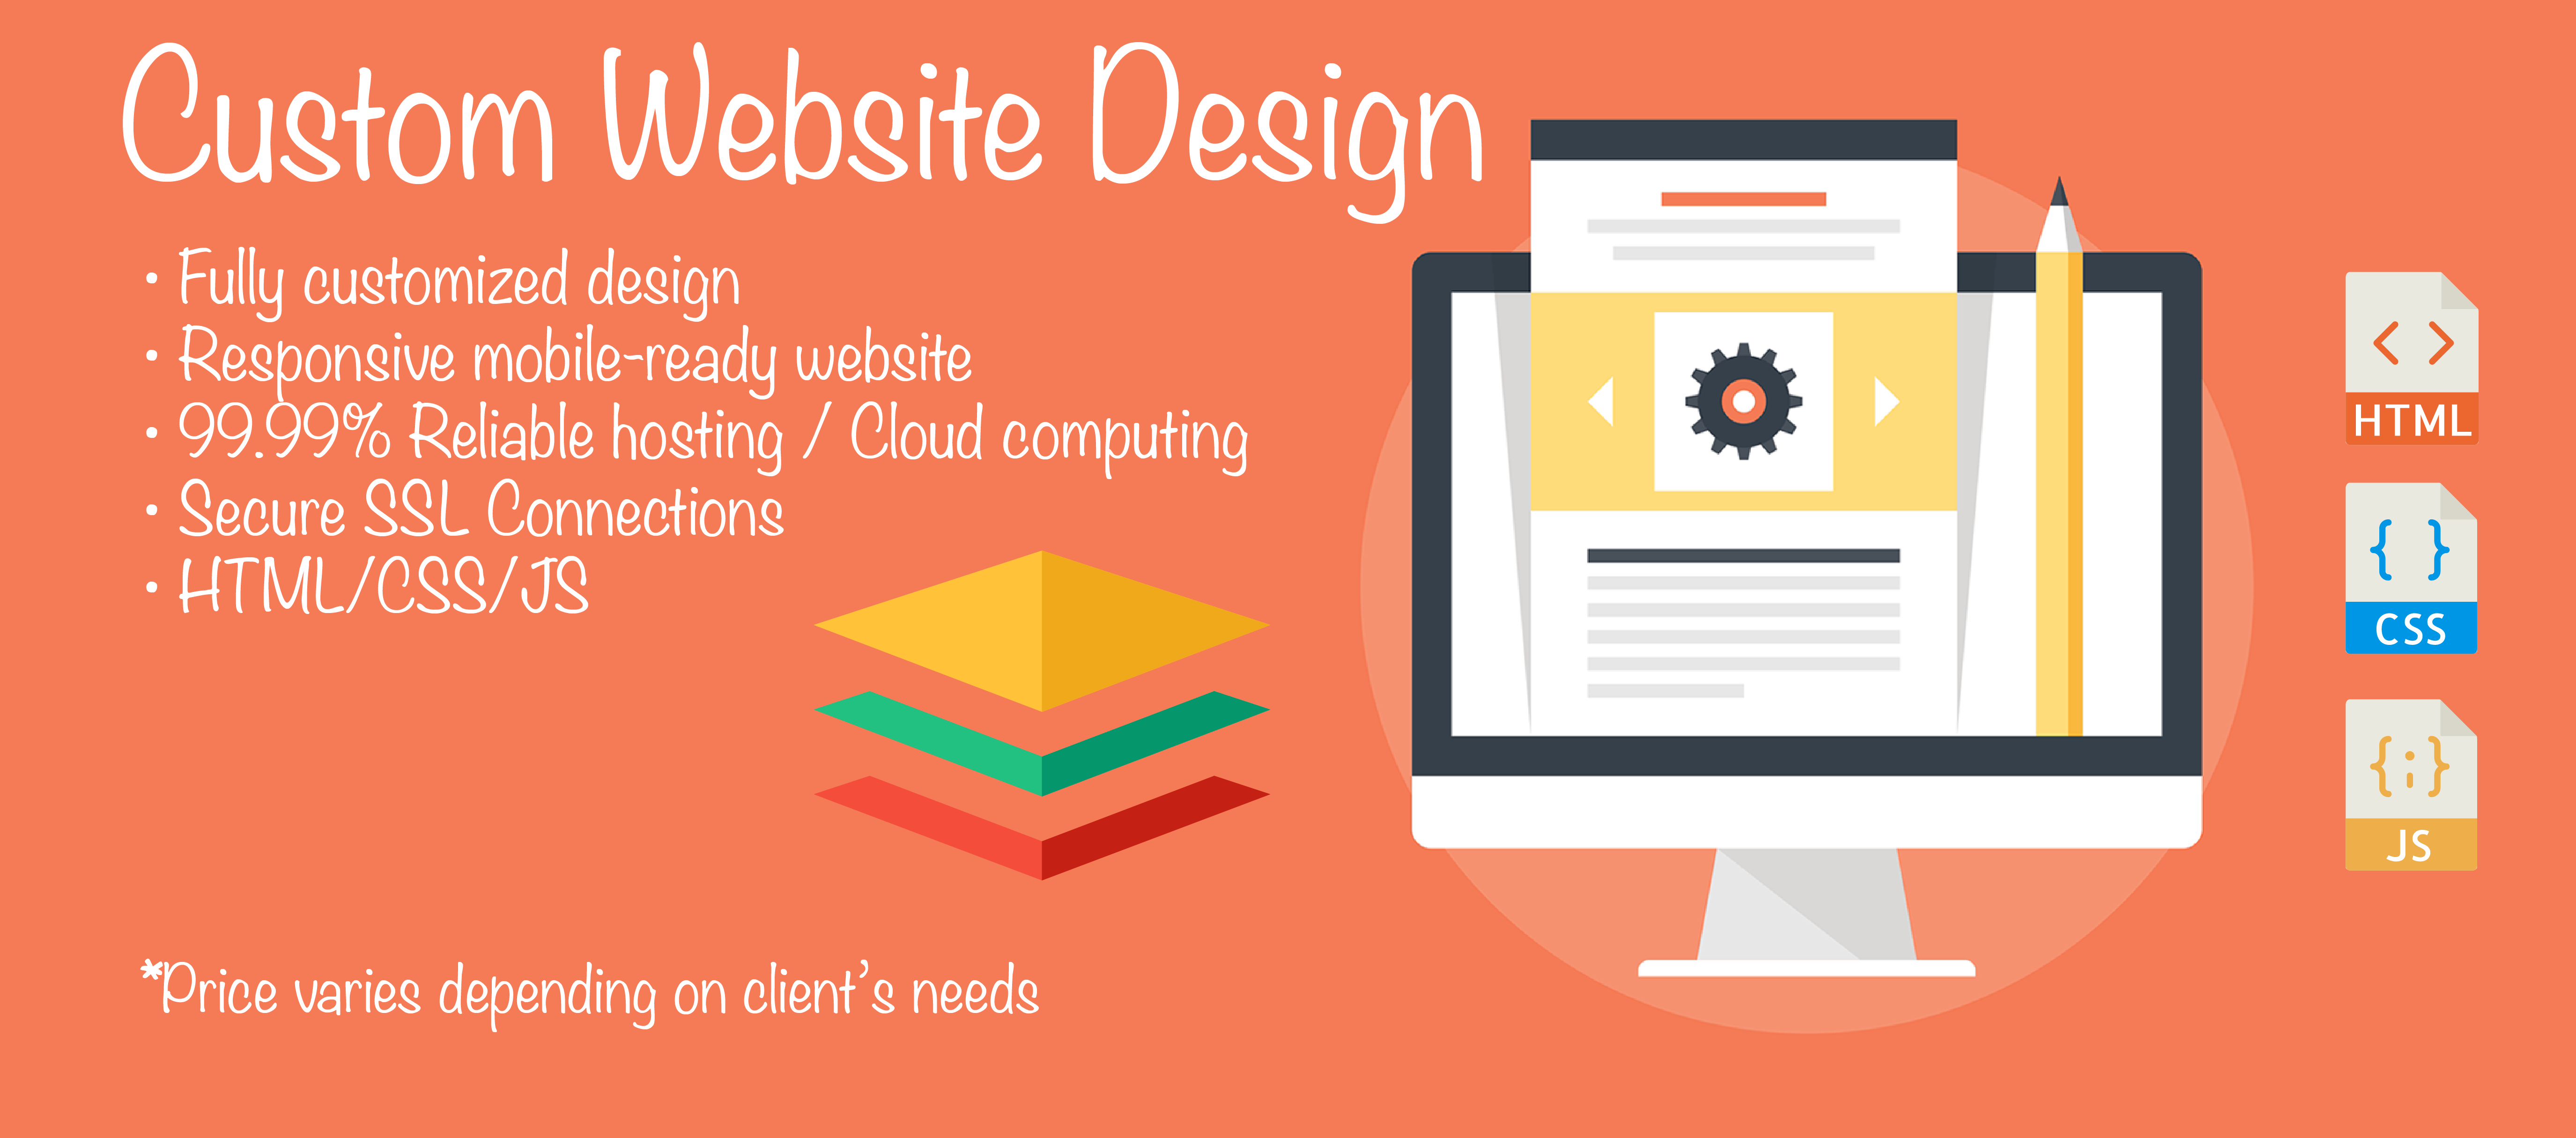 Custom Website Design
• Fully customized design
• Responsive mobile-ready website
• 99.99% Reliable hosting / Cloud computing
• Secure SSL Connections
• HTML/CSS/JS
*Price varies depending on client's needs
< >
HTML
{ }
CSS
{;}
JS